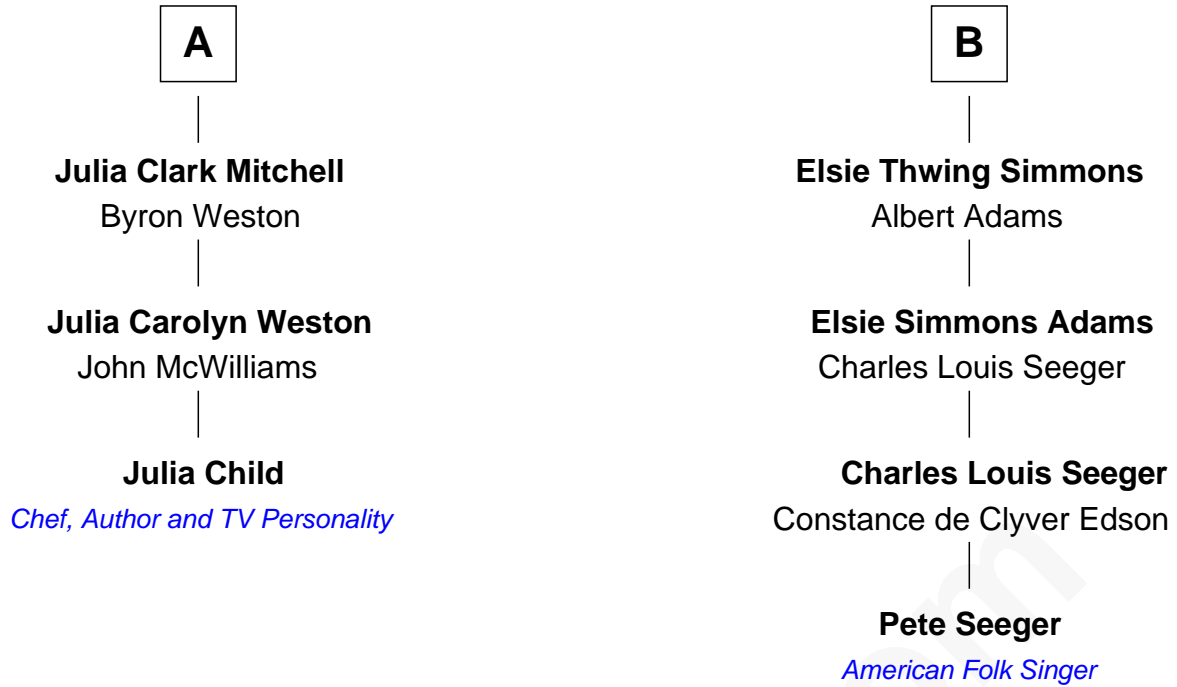 A
Julia Clark Mitchell
Byron Weston
Julia Carolyn Weston
John McWilliams
Julia Child
Chef, Author and TV Personality
B
Elsie Thwing Simmons
Albert Adams
Elsie Simmons Adams
Charles Louis Seeger
Charles Louis Seeger
Constance de Clyver Edson
Pete Seeger
American Folk Singer